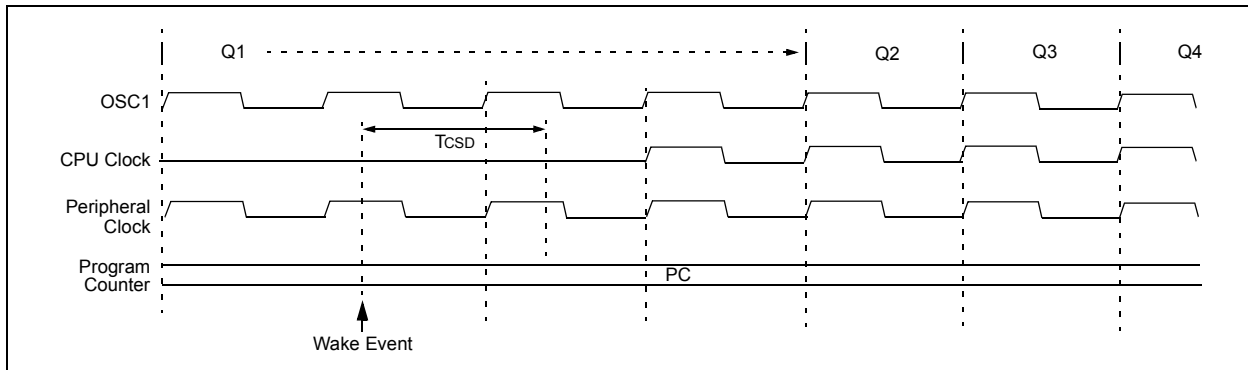 Q1
Q2
Q3
Q4
OSC1
TCSD
CPU Clock
Peripheral
Clock
Program
Counter
PC
Wake Event